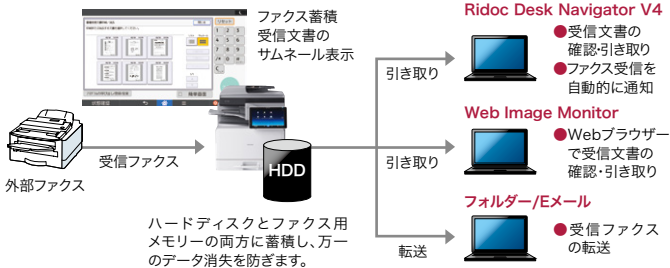 ファクス蓄積
受信文書の
サムネール表示
外部ファクス
受信ファクス
HDD
ハードディスクとファクス用
メモリーの両方に蓄積し、万一
のデータ消失を防ぎます。
引き取り
Ridoc Desk Navigator V4
●受信文書の
確認・引き取り
●ファクス受信を
自動的に通知
引き取り
Web Image Monitor
●Webブラウザー
で受信文書の
確認・引き取り
転送
フォルダー/Eメール
●受信ファクス
の転送